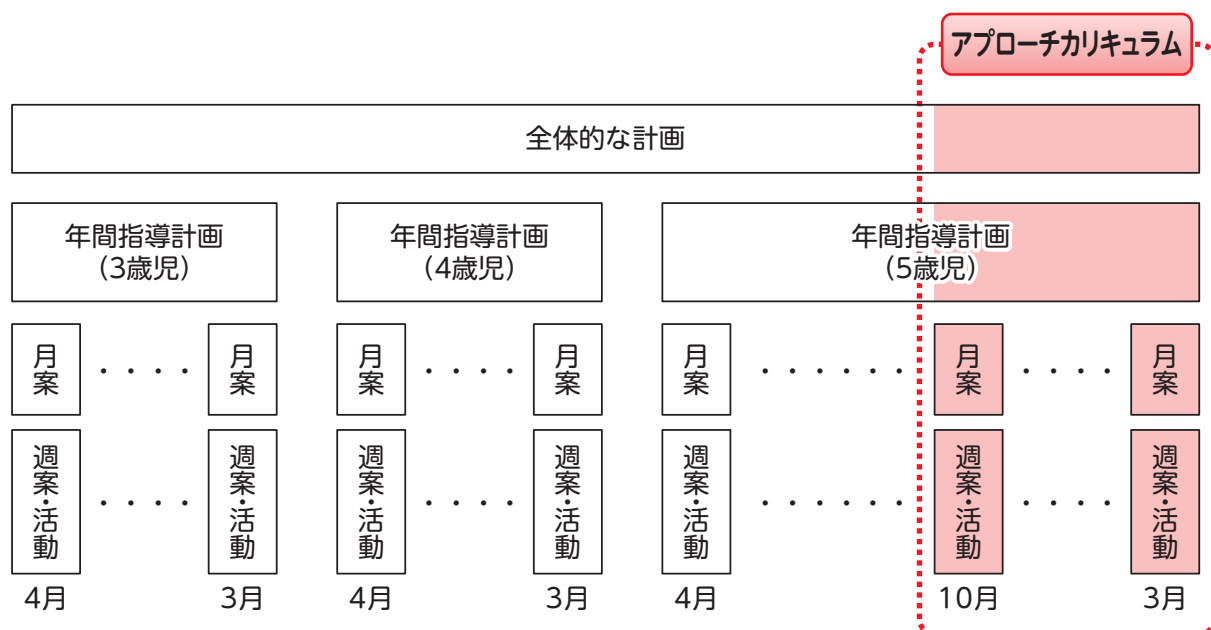 アプローチカリキュラム
全体的な計画
年間指導計画
(3歳児)
年間指導計画
(4歳児)
年間指導計画
(5歳児)
月案
・・・・
月案
月案
・・・・
月案
月案
・・・・・・
月案
・・・・
月案
週案・活動
・・・・
週案・活動
週案・活動
・・・・
週案・活動
週案・活動
・・・・・・
週案・活動
・・・・
週案・活動
4月
3月
4月
3月
4月
10月
3月